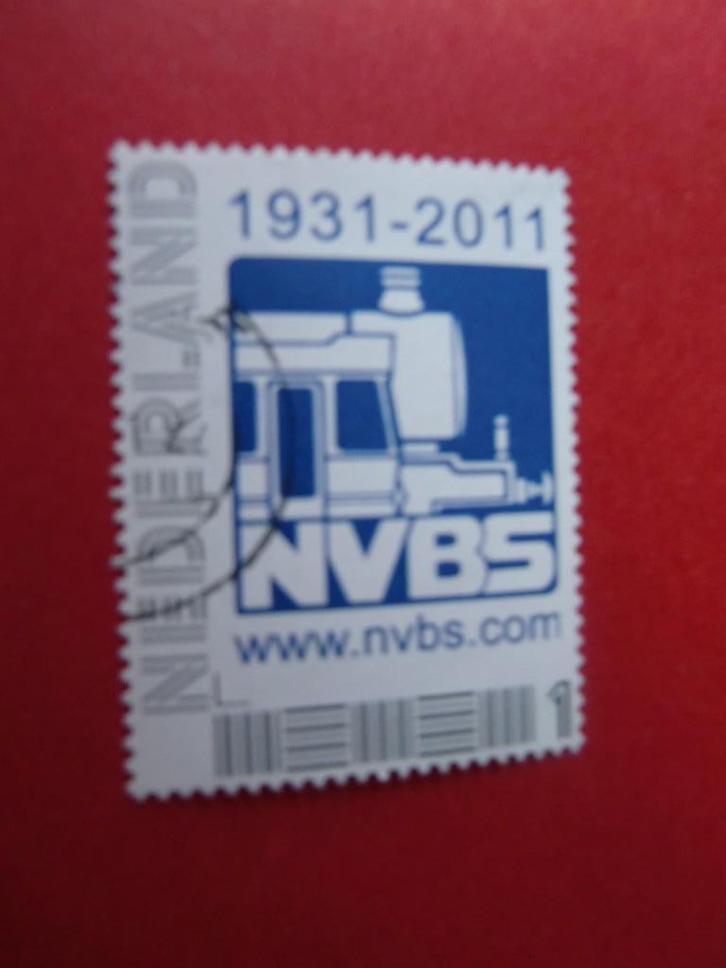 NEDERLAND
1931-2011
NVBS
www.nvbs.com
1